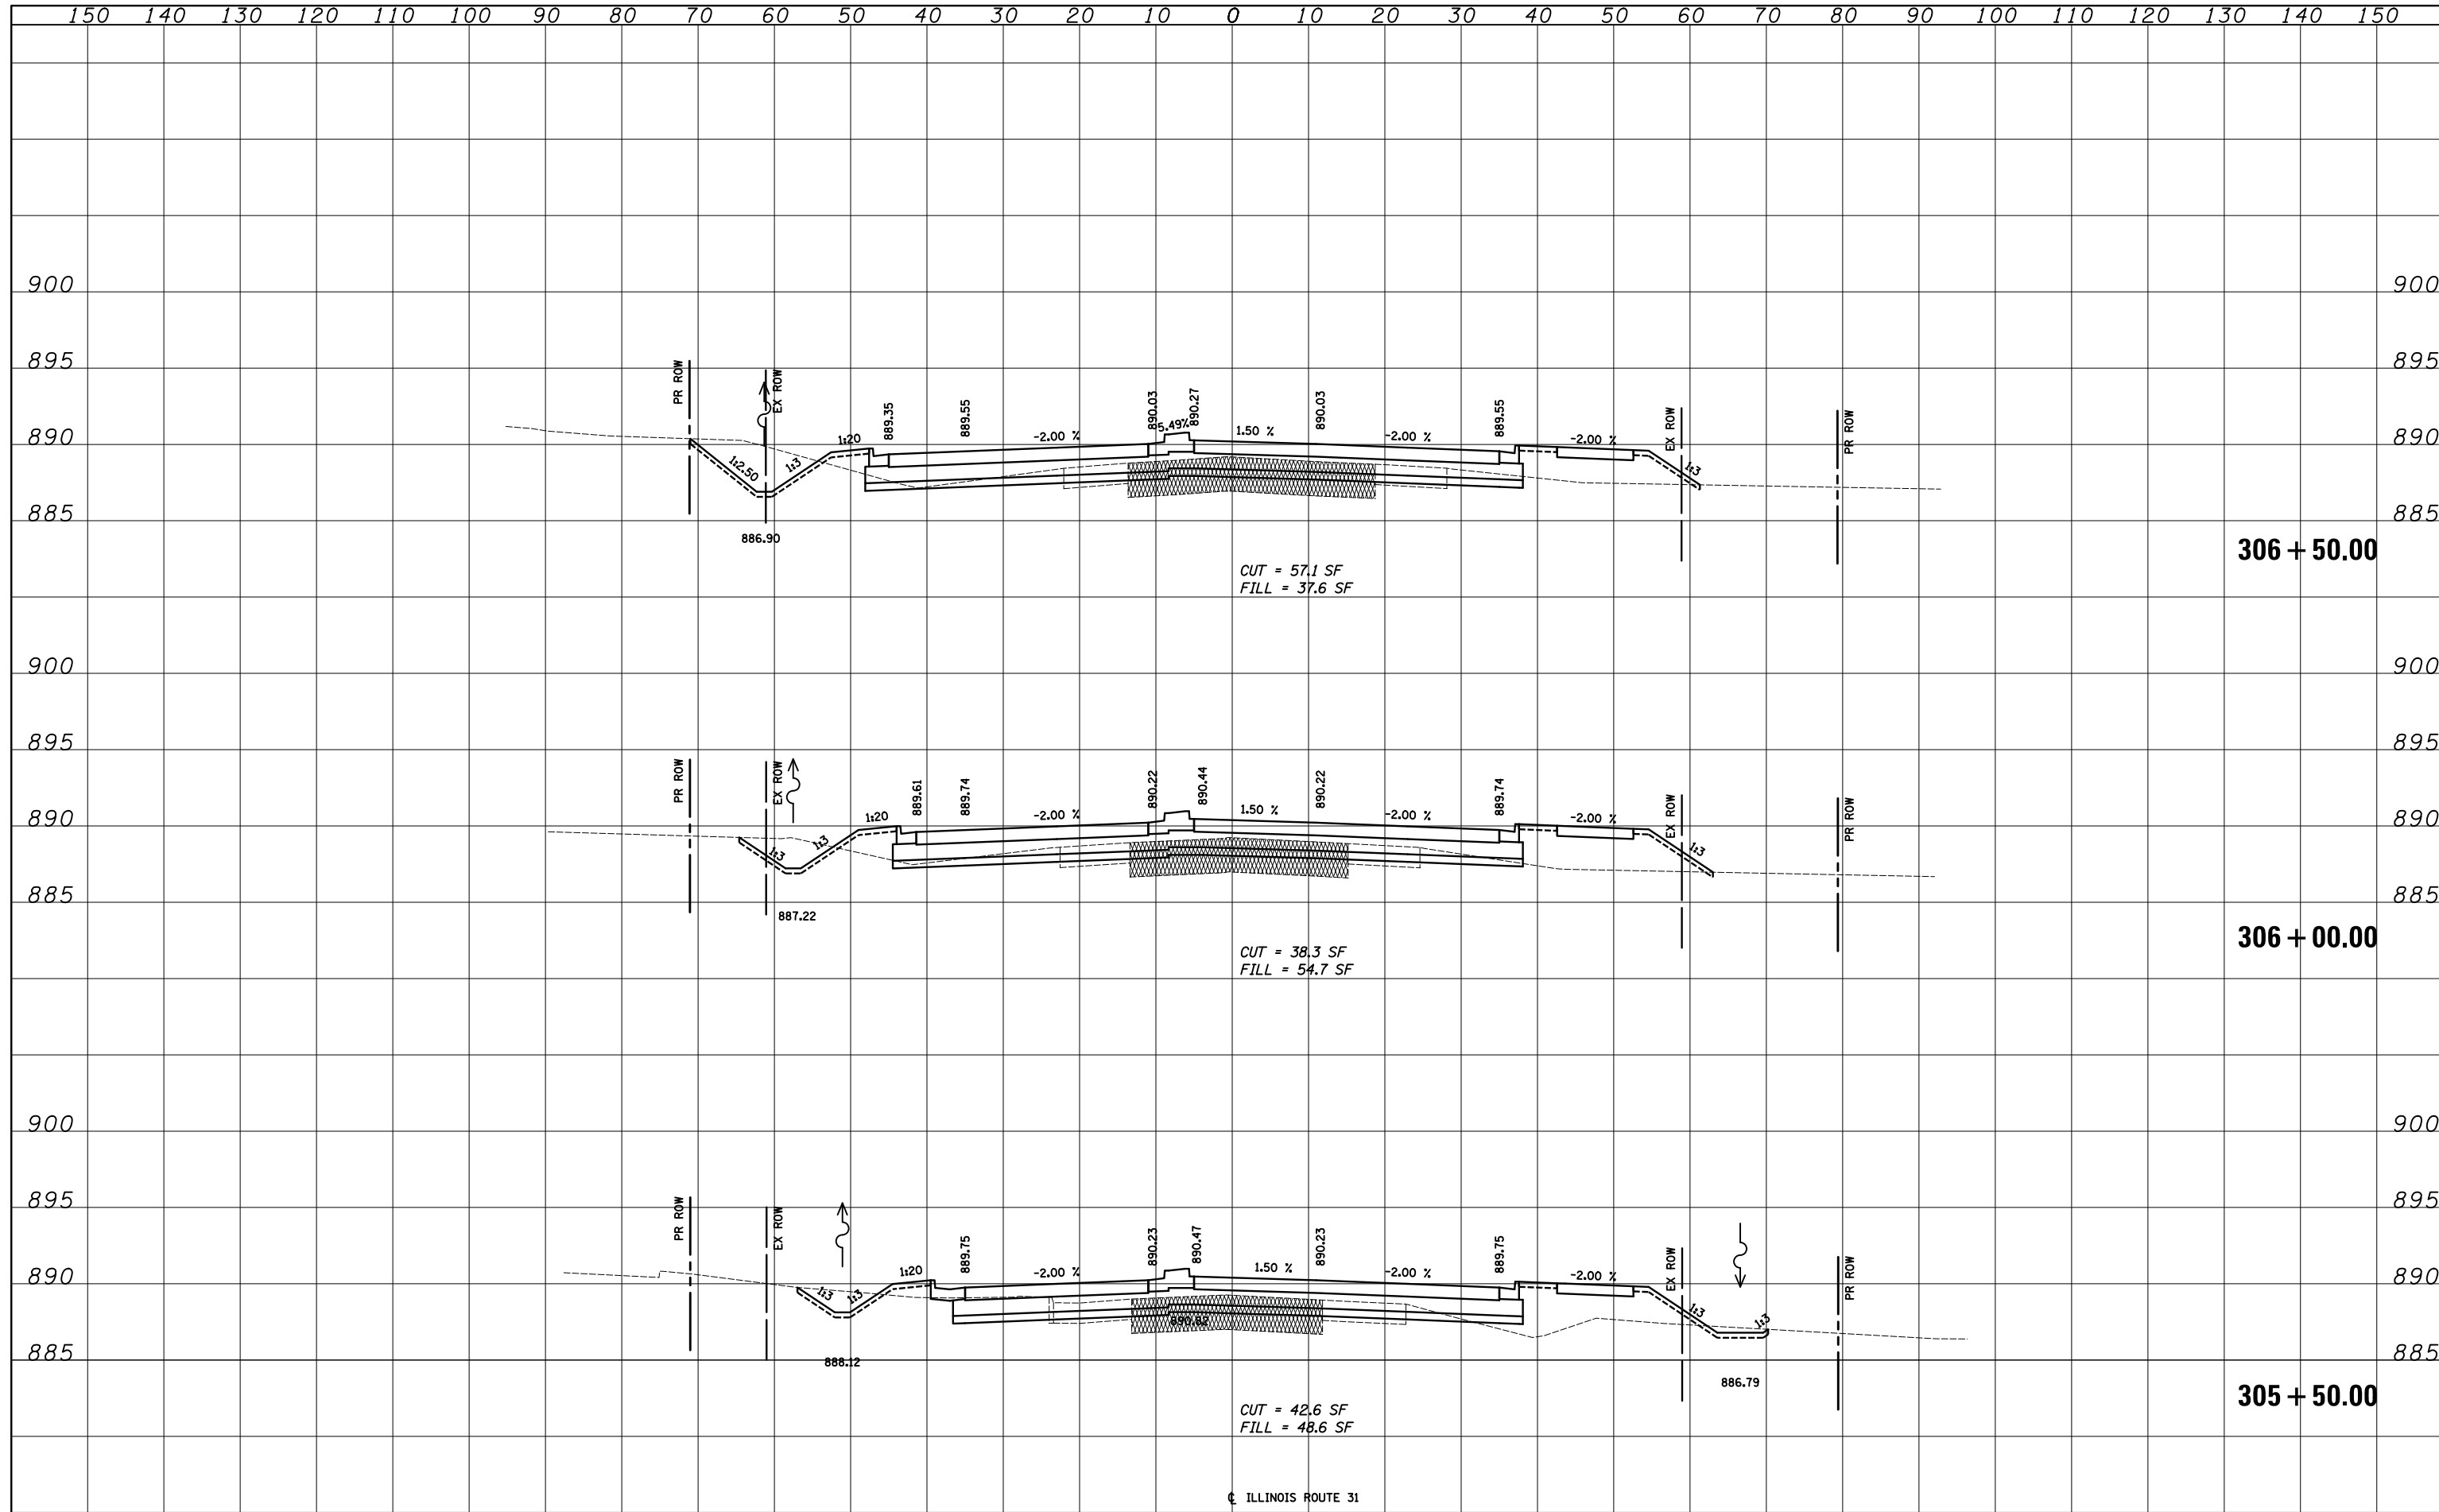 150 140 130 120 110 100 90 80 70 60 50 40 30 20 10 0 10 20 30 40 50 60 70 80 90 100 110 120 130 140 150
900 900
895 895
PR ROW
EX ROW
889.35
889.55
890.03
890.27
890.03
889.55
EX ROW
PR ROW
890 890
1:2.50
1:3
1:20
-2.00 %
5.49%
1.50 %
-2.00 %
-2.00 %
1:3
885 885
886.90
306 + 50.00
CUT = 57.1 SF
FILL = 37.6 SF
900 900
895 895
PR ROW
EX ROW
889.61
889.74
890.22
890.44
890.22
889.74
EX ROW
PR ROW
890 890
1:3
1:3
1:20
-2.00 %
1.50 %
-2.00 %
-2.00 %
1:3
885 885
887.22
306 + 00.00
CUT = 38.3 SF
FILL = 54.7 SF
900 900
895 895
PR ROW
EX ROW
889.75
890.23
890.47
890.23
889.75
EX ROW
PR ROW
890 890
1:3
1:3
1:20
-2.00 %
1.50 %
-2.00 %
-2.00 %
1:3
1:3
890.82
885 885
888.12
886.79
305 + 50.00
CUT = 42.6 SF
FILL = 48.6 SF
℄ ILLINOIS ROUTE 31